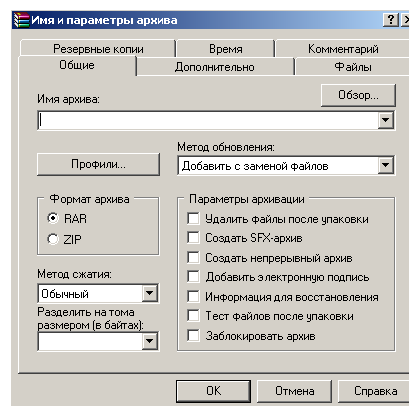 Имя и параметры архива
Резервные копии Время Комментарий
Общие Дополнительно Файлы
Имя архива: Обзор...
Метод обновления:
Профили... Добавить с заменой файлов
Формат архива Параметры архивации
RAR Удалить файлы после упаковки
ZIP Создать SFX-архив
Создать непрерывный архив
Метод сжатия: Добавить электронную подпись
Обычный Информация для восстановления
Разделить на тома Тест файлов после упаковки
размером (в байтах):
Заблокировать архив
OK Отмена Справка